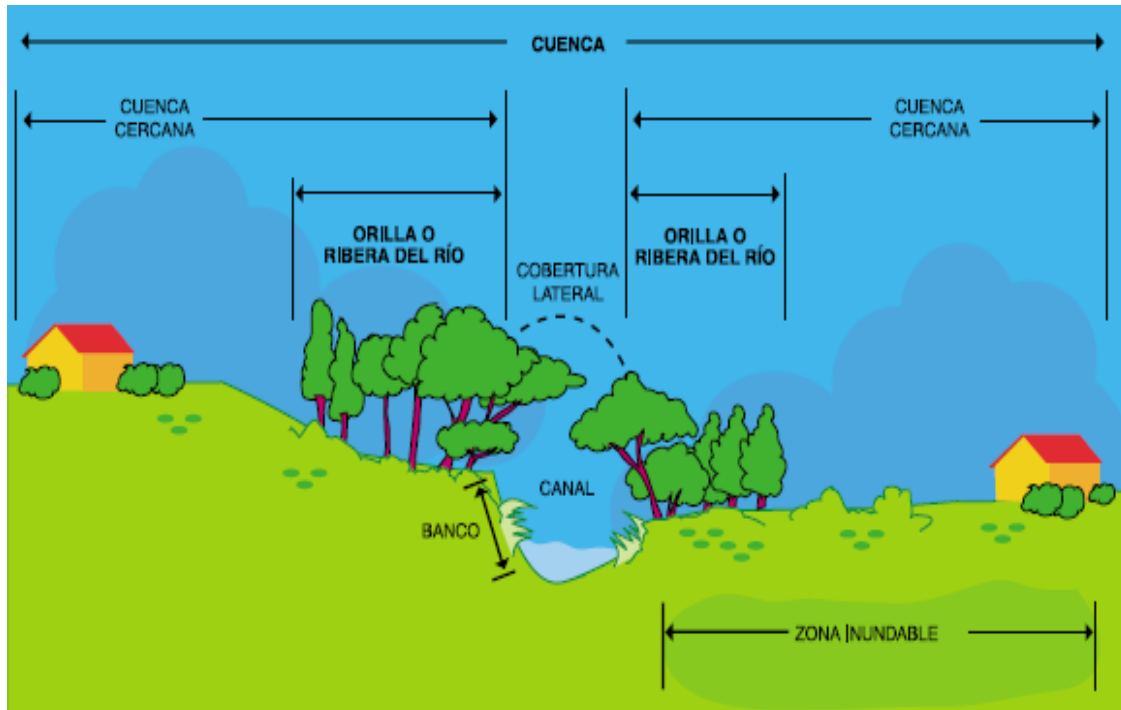 CUENCA
CUENCA
CERCANA
CUENCA
CERCANA
ORILLA O
RIBERA DEL RÍO
ORILLA O
RIBERA DEL RÍO
COBERTURA
LATERAL
CANAL
BANCO
ZONA INUNDABLE